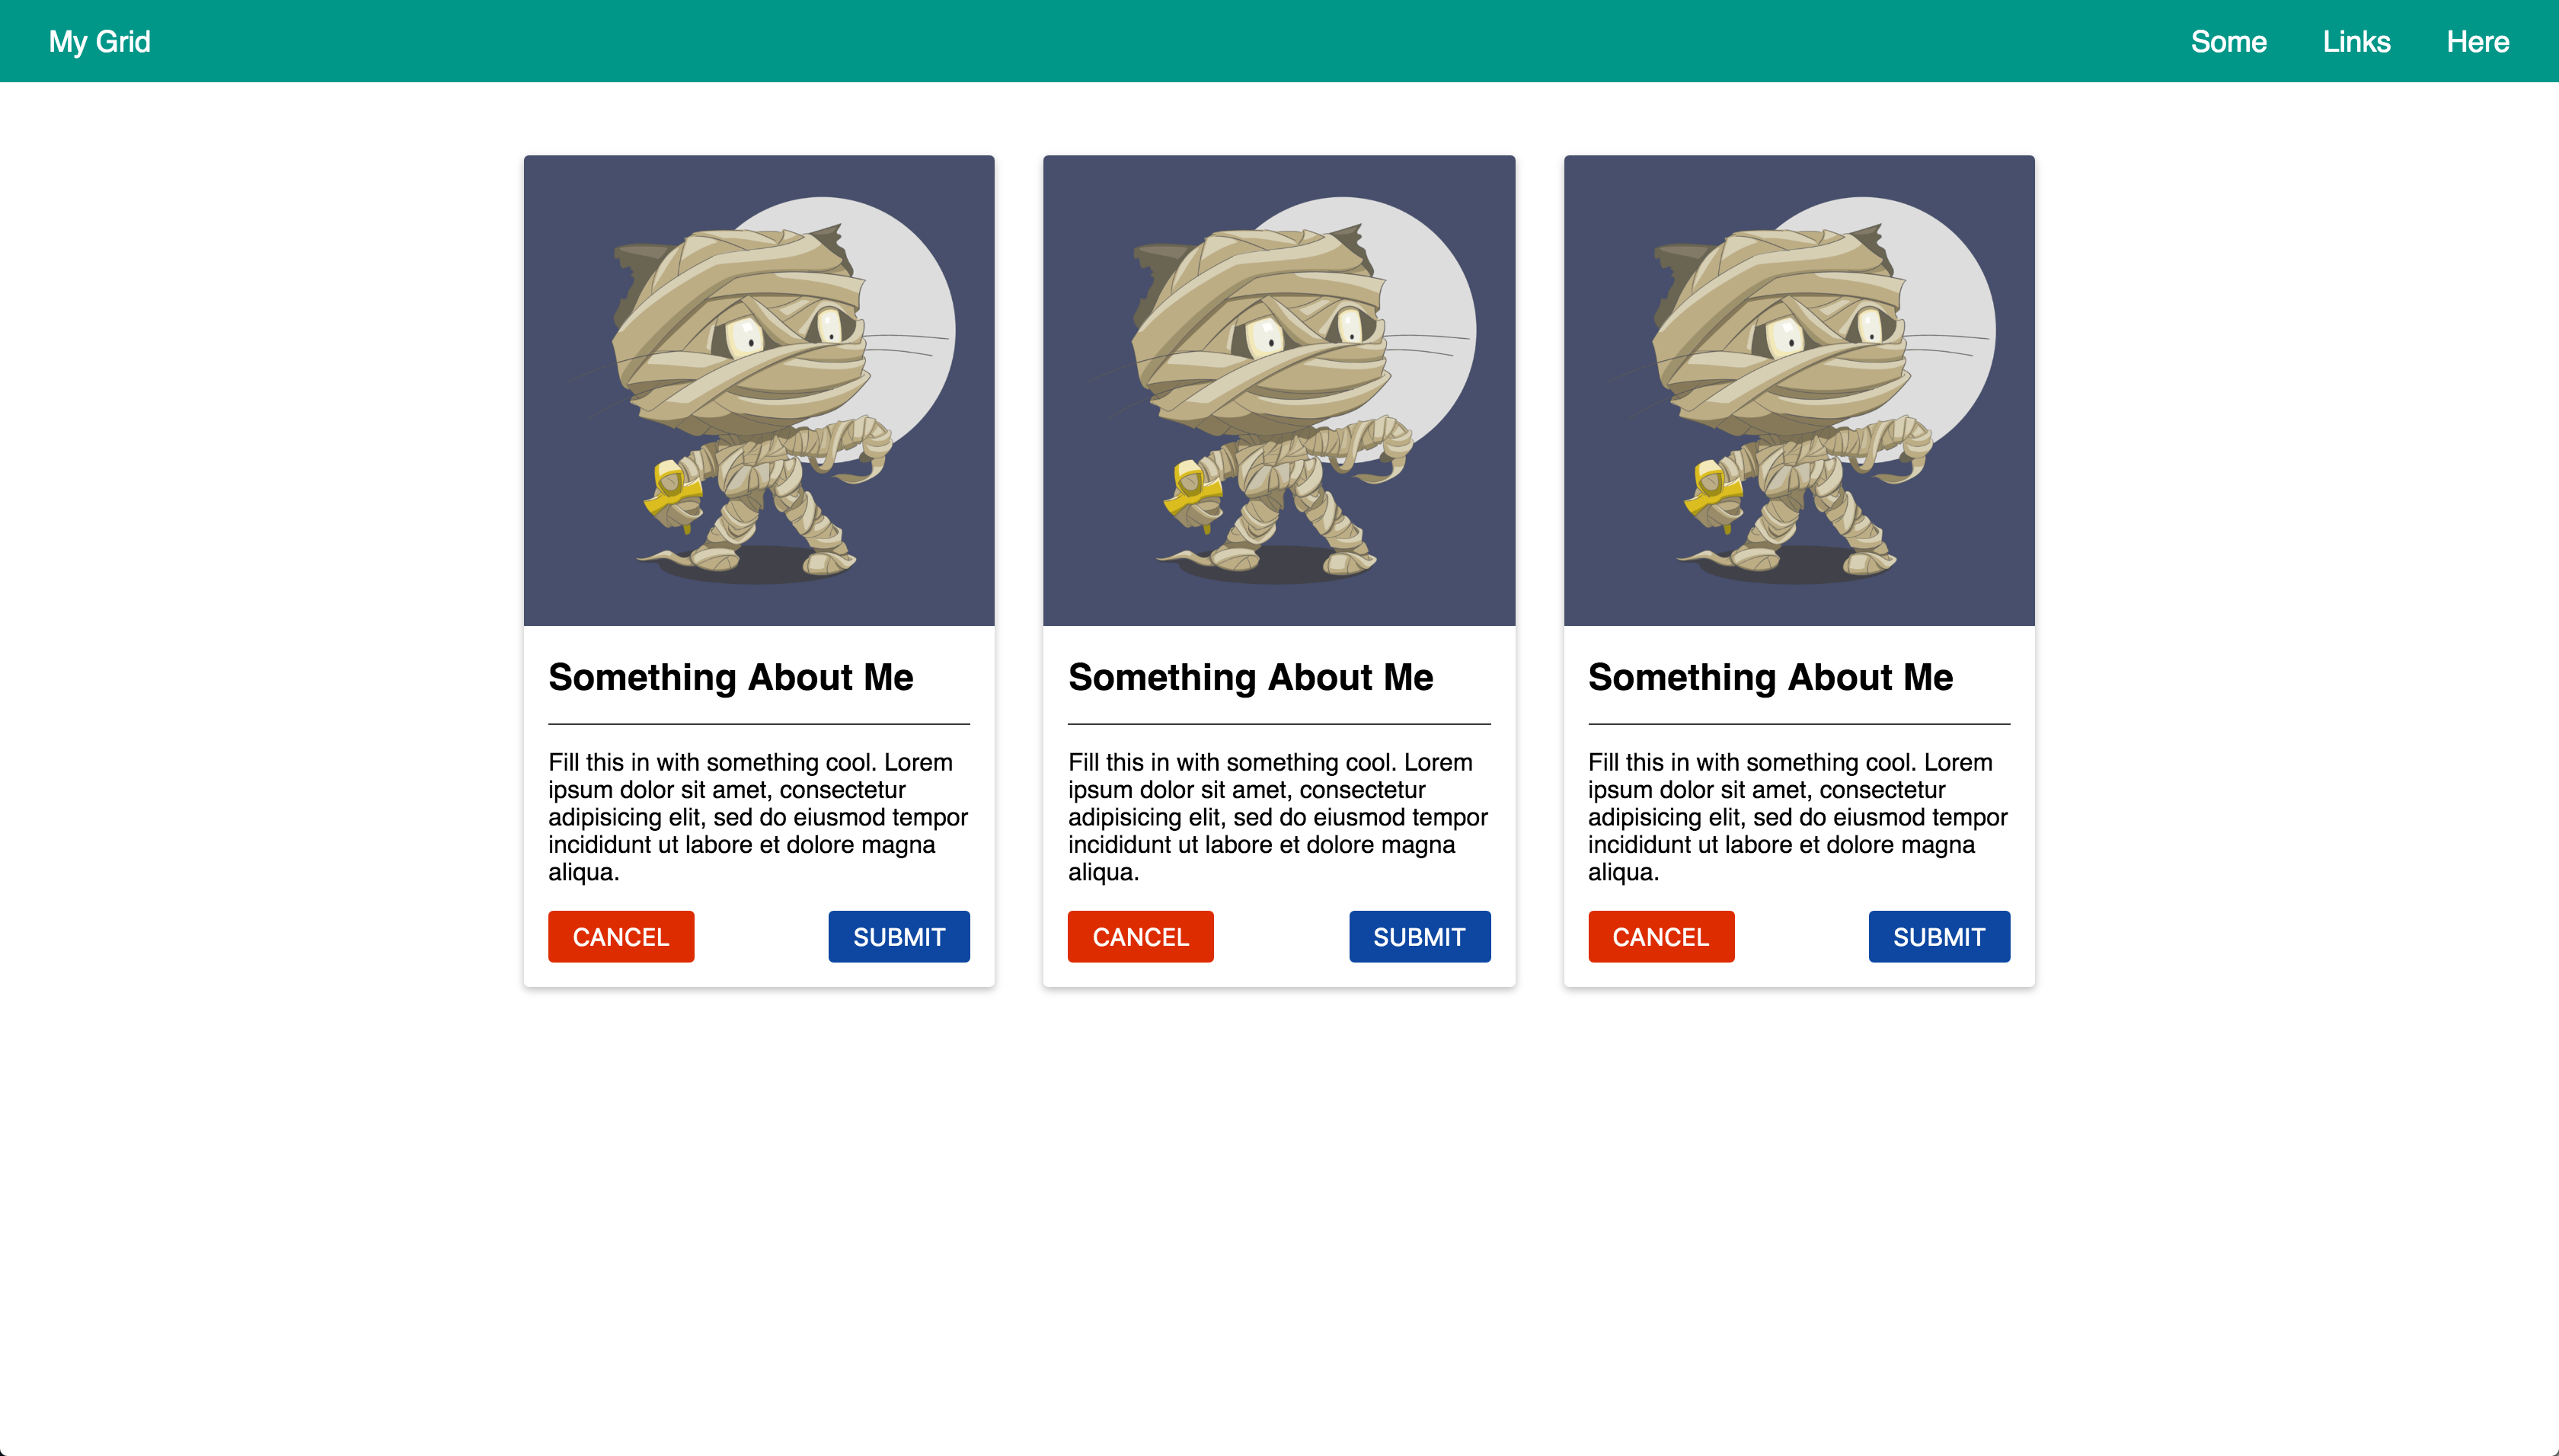 My Grid
Some Links Here
Something About Me
Fill this in with something cool. Lorem
ipsum dolor sit amet, consectetur
adipisicing elit, sed do eiusmod tempor
incididunt ut labore et dolore magna
aliqua.
CANCEL SUBMIT
Something About Me
Fill this in with something cool. Lorem
ipsum dolor sit amet, consectetur
adipisicing elit, sed do eiusmod tempor
incididunt ut labore et dolore magna
aliqua.
CANCEL SUBMIT
Something About Me
Fill this in with something cool. Lorem
ipsum dolor sit amet, consectetur
adipisicing elit, sed do eiusmod tempor
incididunt ut labore et dolore magna
aliqua.
CANCEL SUBMIT